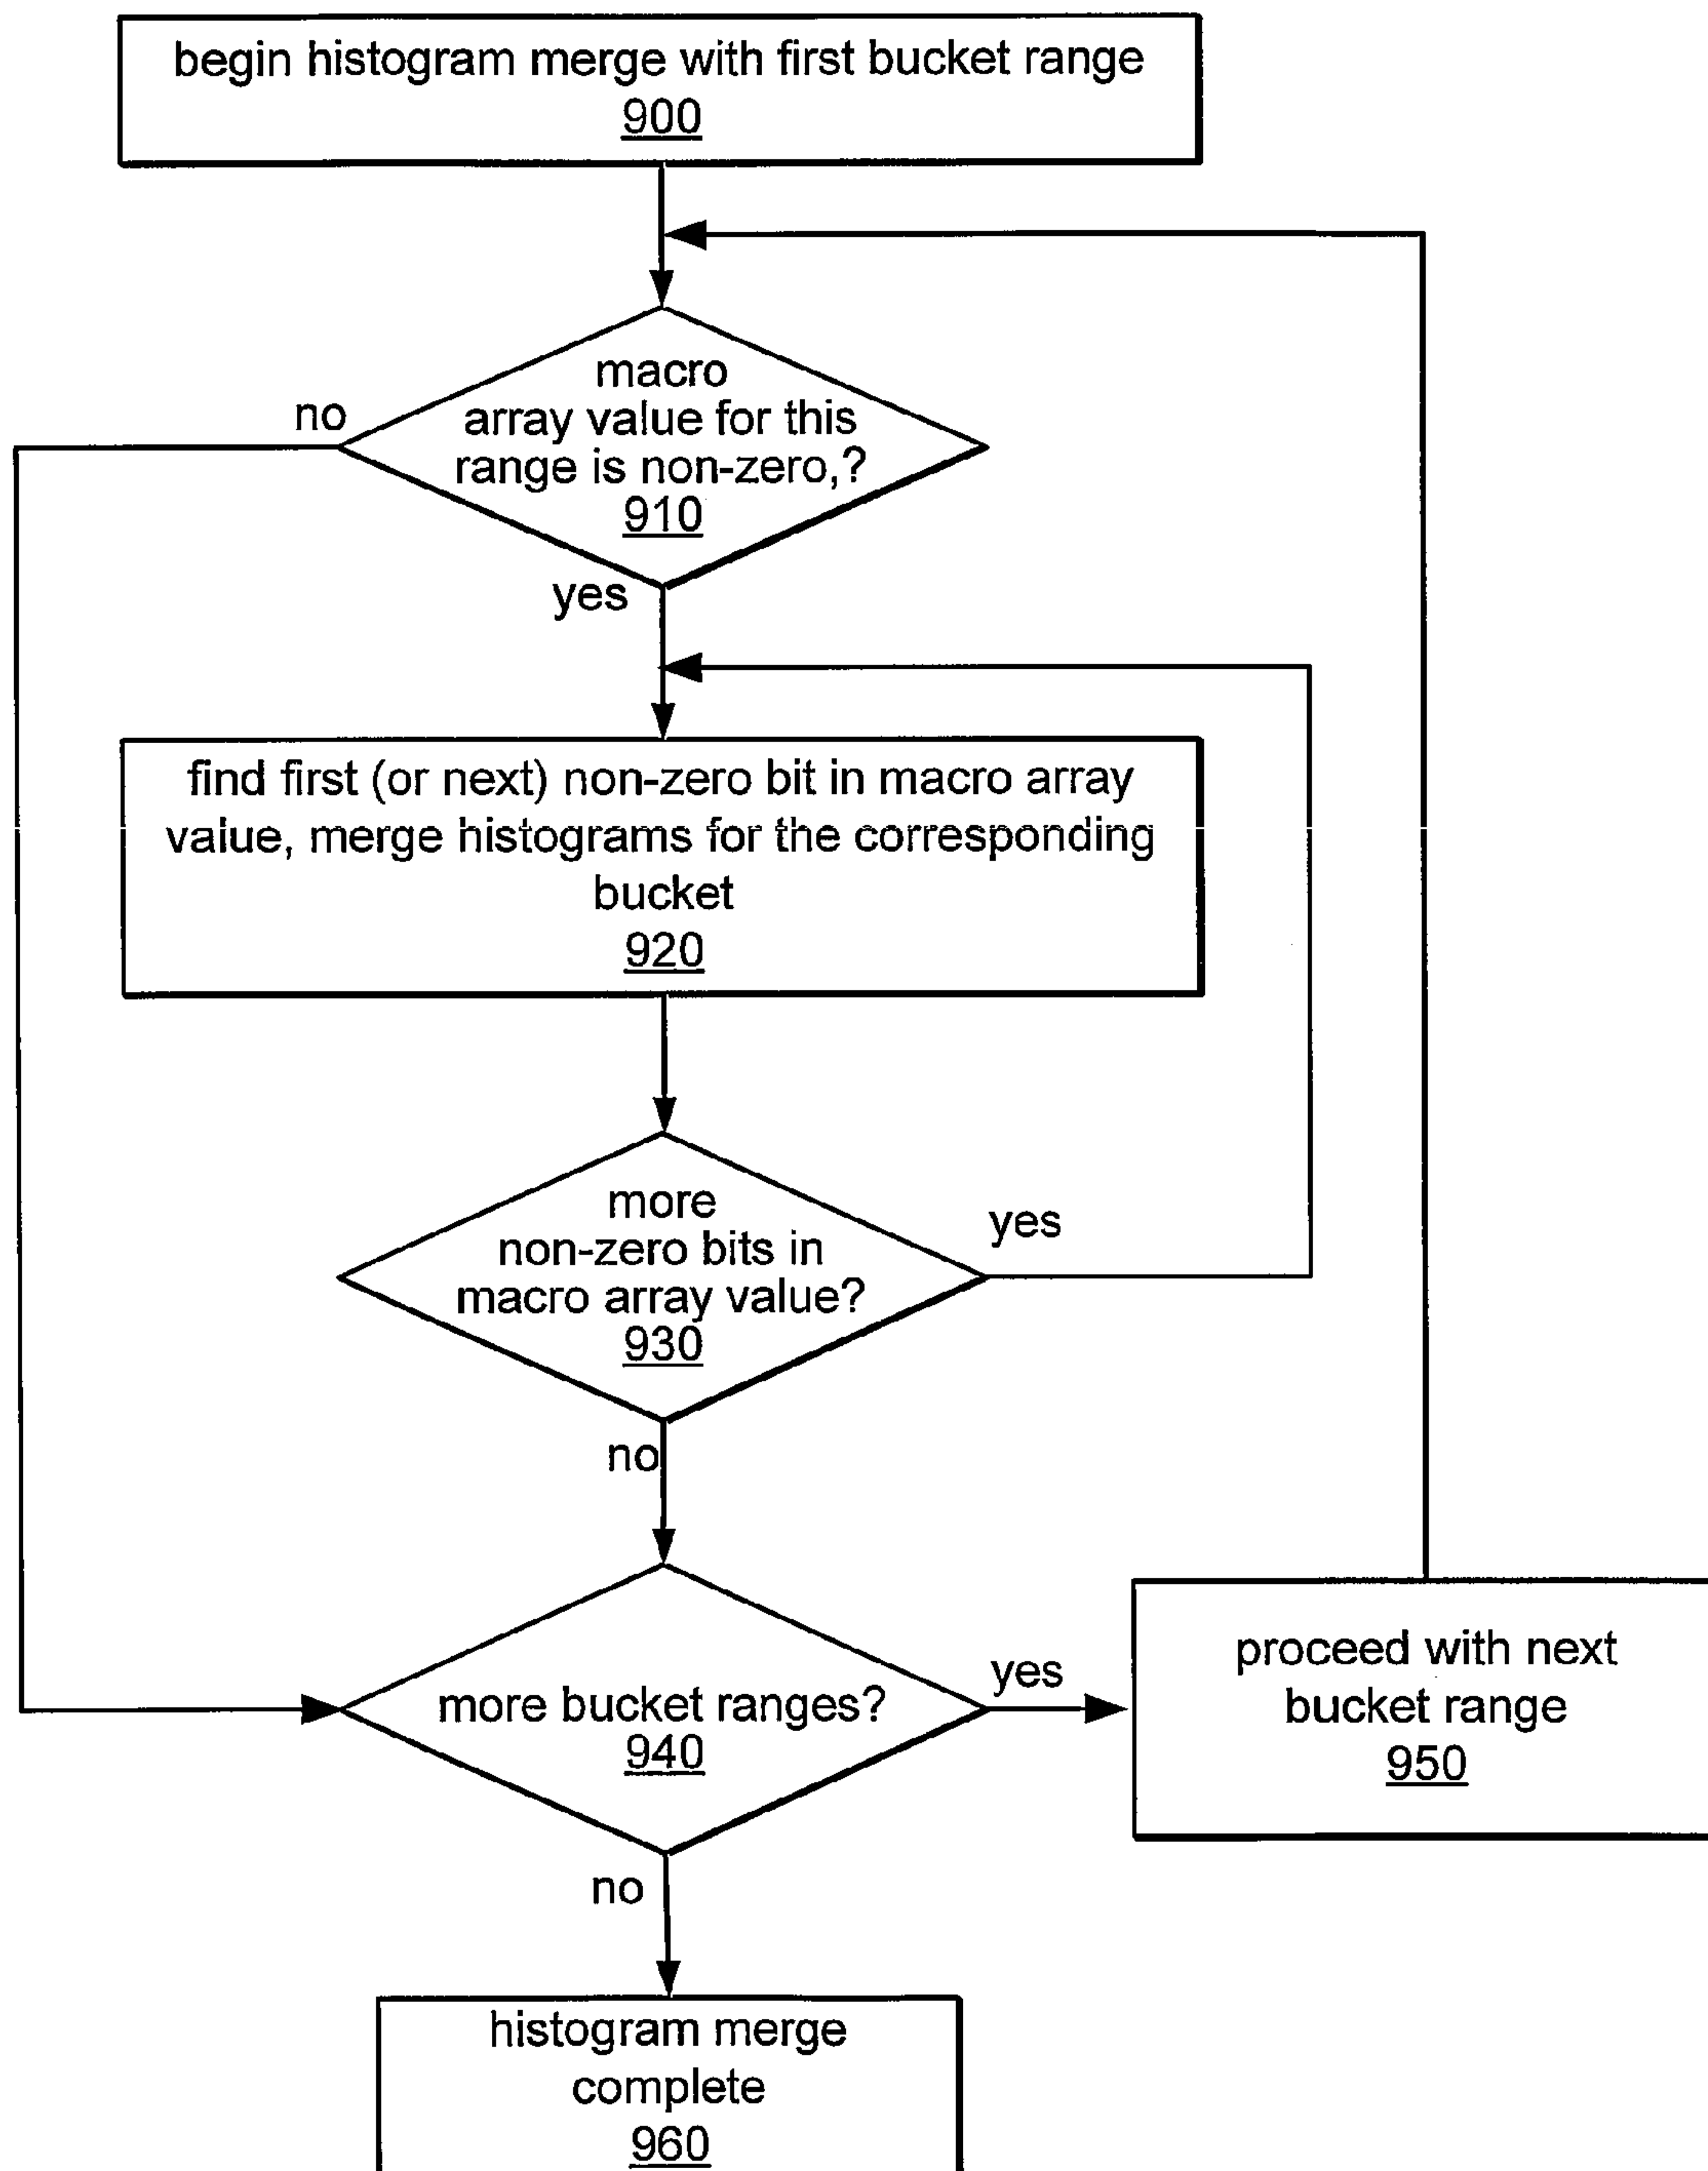 begin histogram merge with first bucket range
900
macro
array value for this
range is non-zero,?
910
no
yes
find first (or next) non-zero bit in macro array
value, merge histograms for the corresponding
bucket
920
more
non-zero bits in
macro array value?
930
yes
no
more bucket ranges?
940
yes
proceed with next
bucket range
950
no
histogram merge
complete
960